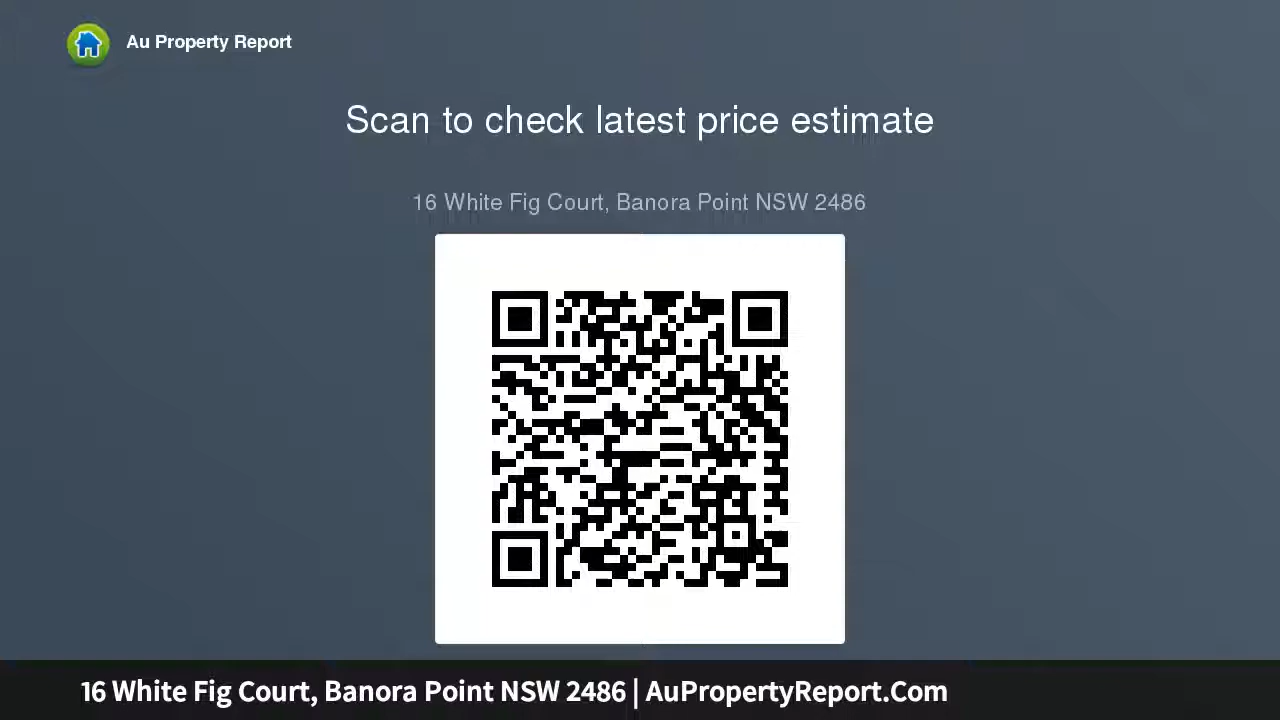 Au Property Report
Scan to check latest price estimate
16 White Fig Court, Banora Point NSW 2486
16 White Fig Court, Banora Point NSW 2486 | AuPropertyReport.Com